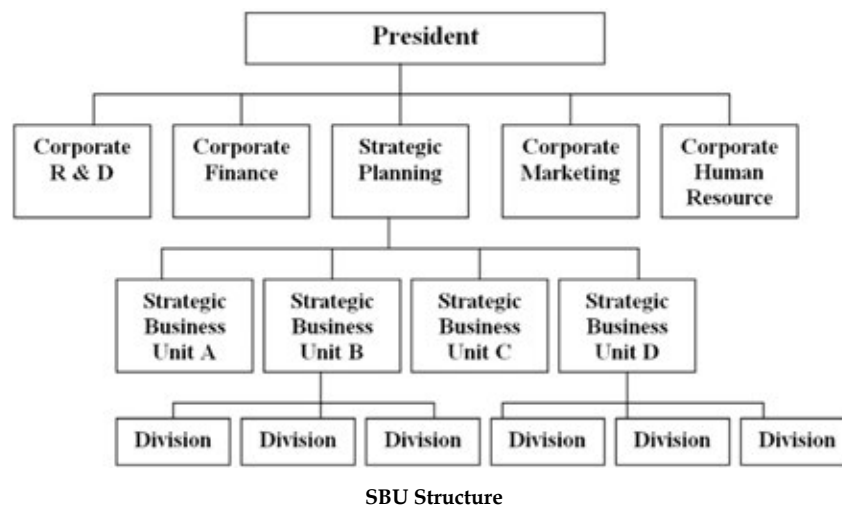 President
Corporate
R & D
Corporate
Finance
Strategic
Planning
Corporate
Marketing
Corporate
Human
Resource
Strategic
Business
Unit A
Strategic
Business
Unit B
Strategic
Business
Unit C
Strategic
Business
Unit D
Division
Division
Division
Division
Division
Division
SBU Structure